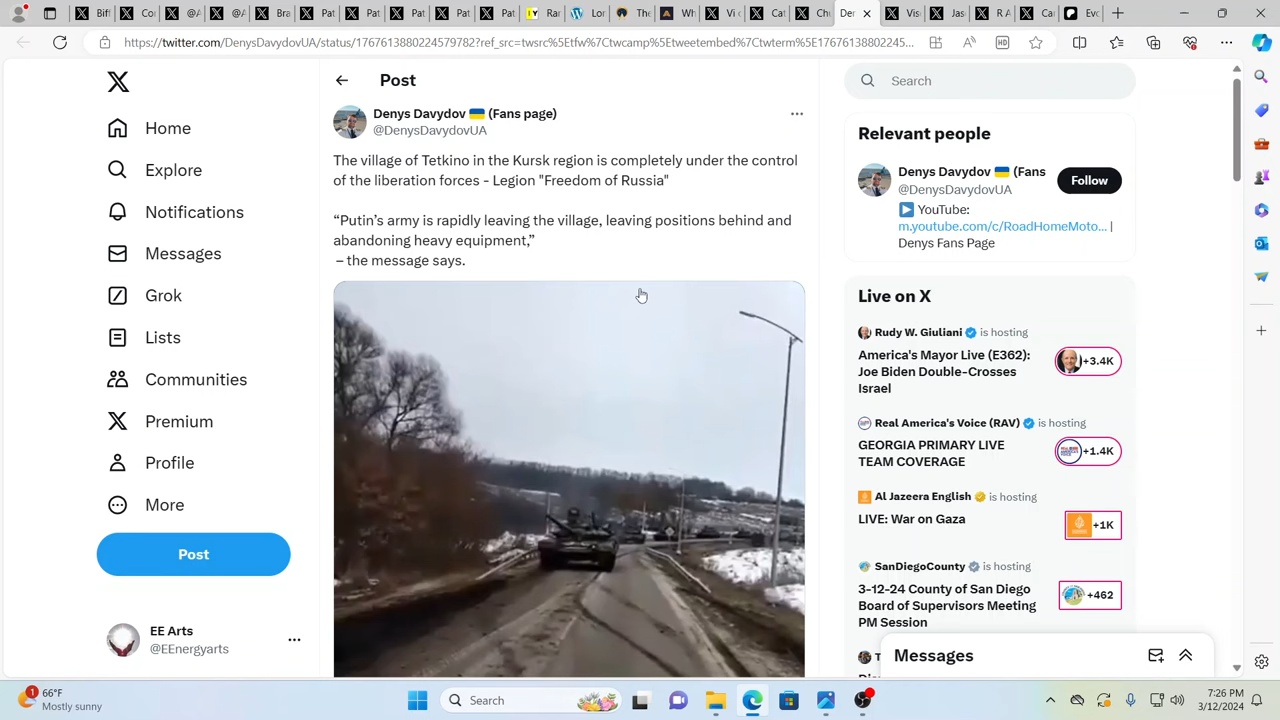 https://twitter.com/DenysDavydovUA/status/1767613880224579782?ref_src=twsrc%5Etfw%7Ctwcamp%5Etweetembed%7Ctwterm%5E17676138802245...
Home
Explore
Notifications
Messages
Grok
Lists
Communities
Premium
Profile
More
Post
EE Arts
@EEnergyarts
Post
Denys Davydov 🇺🇦 (Fans page)
@DenysDavydovUA
The village of Tetkino in the Kursk region is completely under the control
of the liberation forces - Legion "Freedom of Russia"
“Putin’s army is rapidly leaving the village, leaving positions behind and
abandoning heavy equipment,”
– the message says.
Search
Relevant people
Denys Davydov 🇺🇦 (Fans
@DenysDavydovUA
Follow
▶️ YouTube:
m.youtube.com/c/RoadHomeMoto... |
Denys Fans Page
Live on X
Rudy W. Giuliani is hosting
America's Mayor Live (E362):
Joe Biden Double-Crosses
Israel
+3.4K
Real America's Voice (RAV) is hosting
GEORGIA PRIMARY LIVE
TEAM COVERAGE
+1.4K
Al Jazeera English is hosting
LIVE: War on Gaza
+1K
SanDiegoCounty is hosting
3-12-24 County of San Diego
Board of Supervisors Meeting
PM Session
+462
Messages
1
66°F
Mostly sunny
Search
7:26 PM
3/12/2024